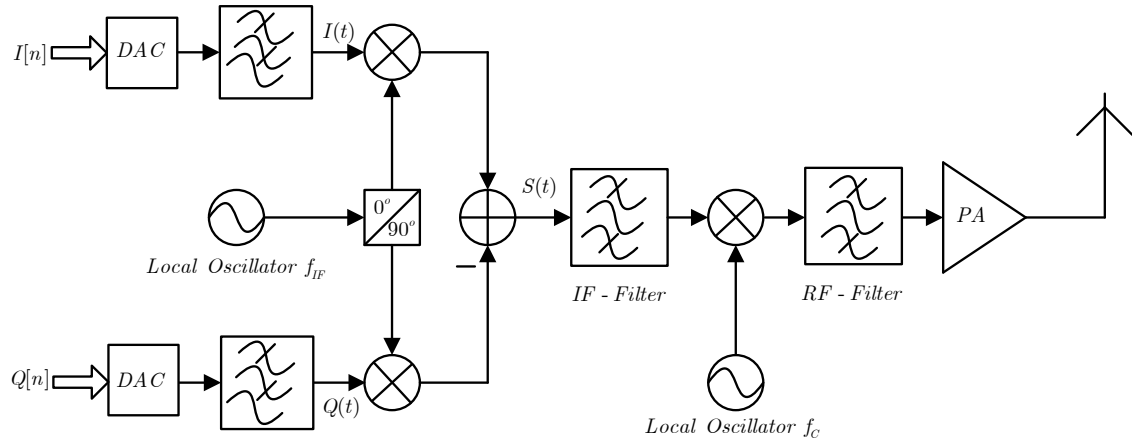 I[n]
DAC
I(t)
0°
90°
Local Oscillator f_IF
S(t)
IF - Filter
RF - Filter
PA
Q[n]
DAC
Q(t)
Local Oscillator f_C